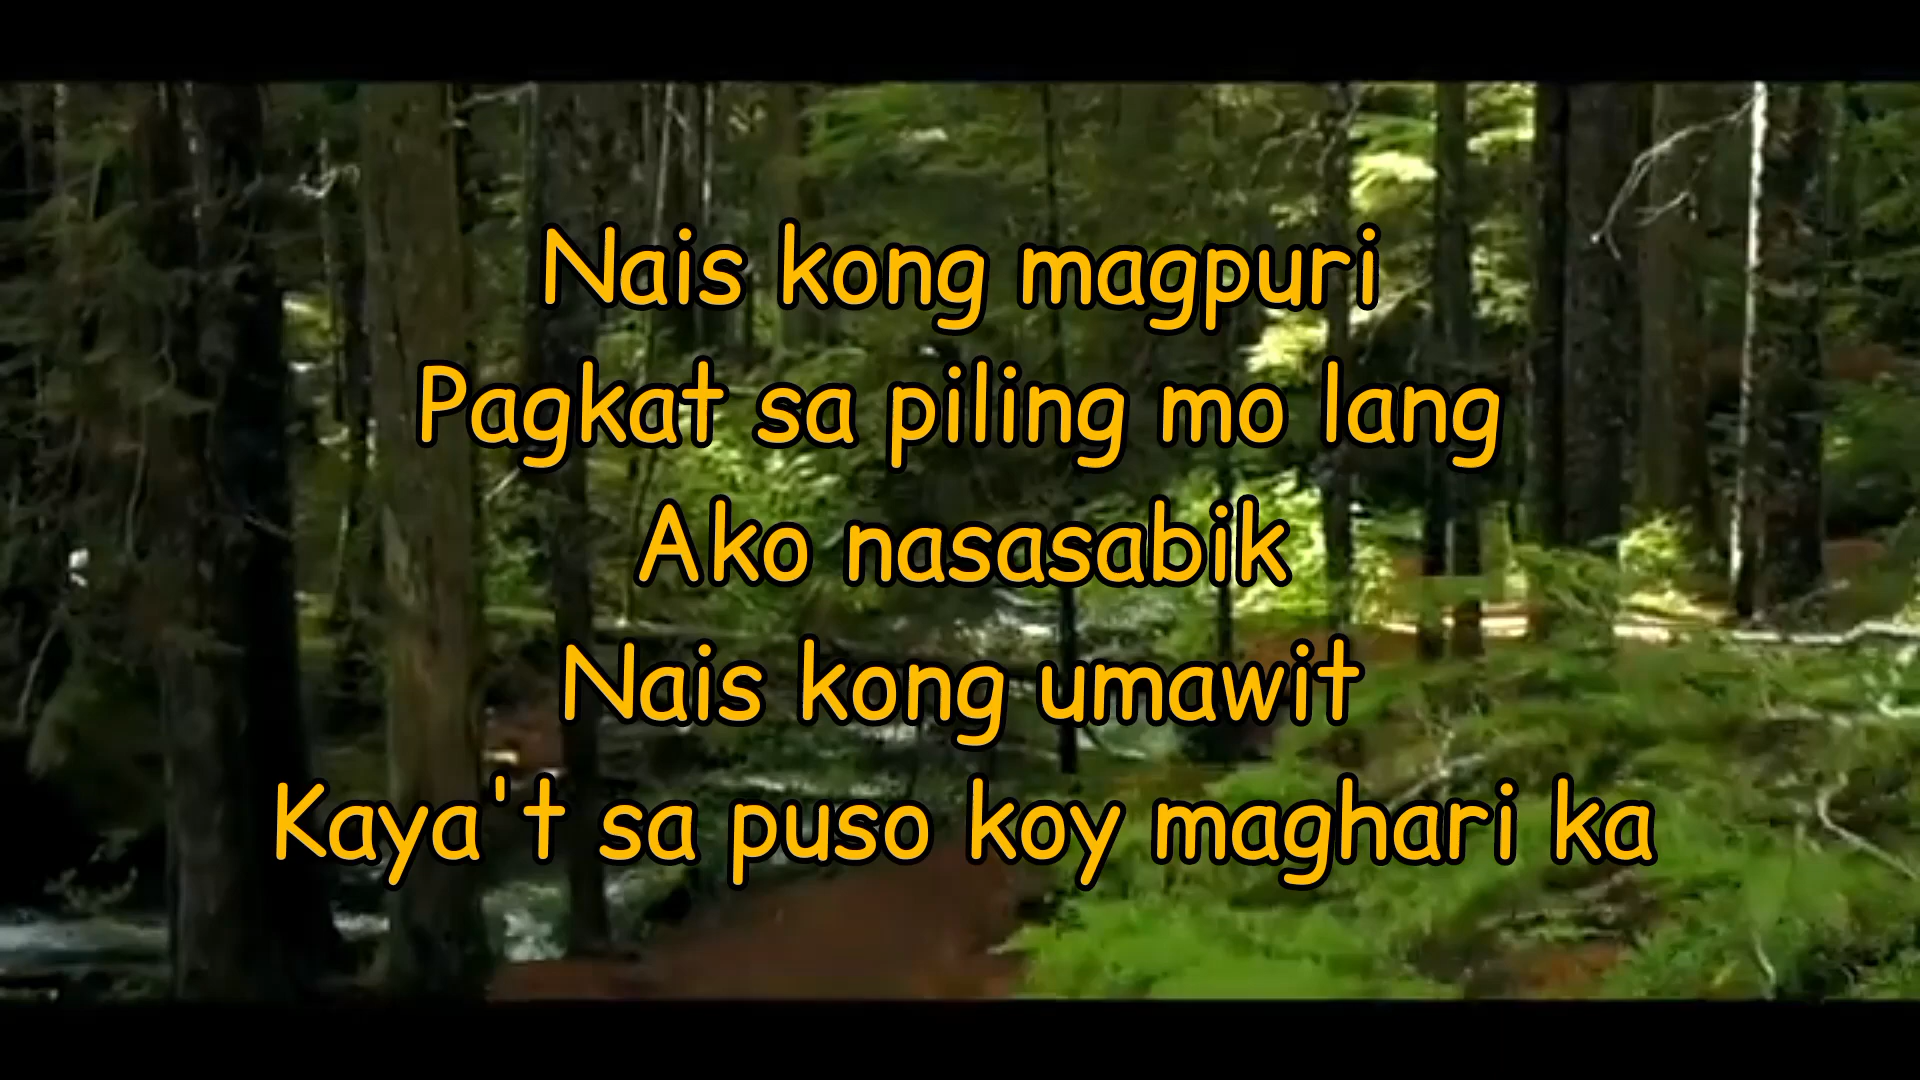 Nais kong magpuri
Pagkat sa piling mo lang
Ako nasasabik
Nais kong umawit
Kaya't sa puso koy maghari ka